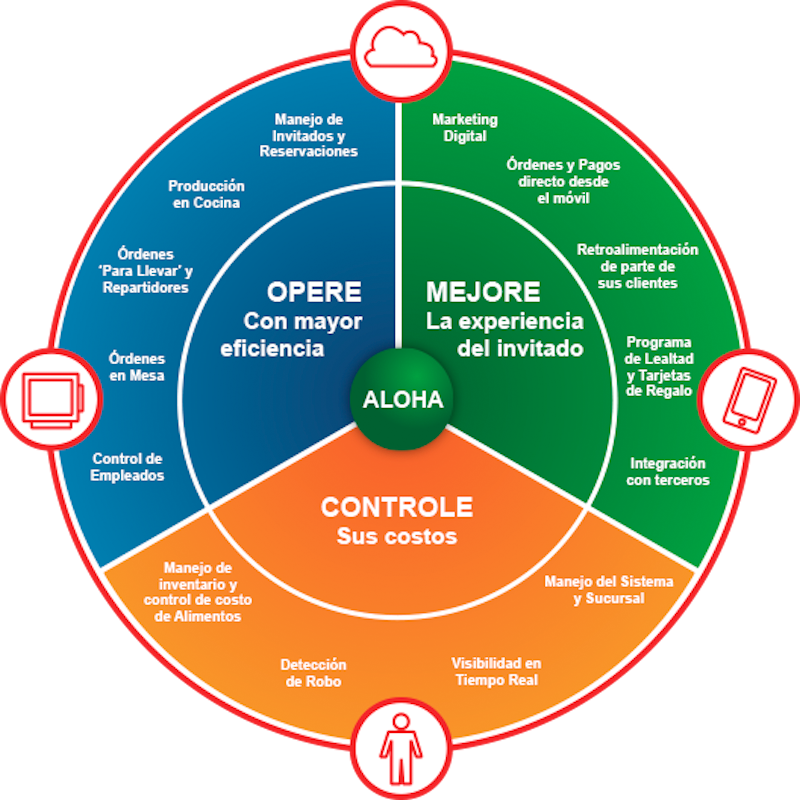 Manejo de
Invitados y
Reservaciones
Producción
en Cocina
Órdenes
‘Para Llevar’ y
Repartidores
Órdenes
en Mesa
Control de
Empleados
OPERE
Con mayor
eficiencia
Marketing
Digital
Órdenes y Pagos
directo desde
el móvil
Retroalimentación
de parte de
sus clientes
Programa
de Lealtad
y Tarjetas
de Regalo
Integración
con terceros
MEJORE
La experiencia
del invitado
ALOHA
CONTROLE
Sus costos
Manejo de
inventario y
control de costo
de Alimentos
Detección
de Robo
Visibilidad en
Tiempo Real
Manejo del Sistema
y Sucursal